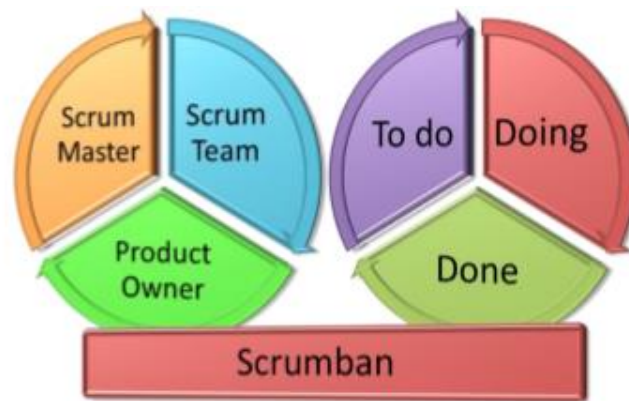 Scrum
Master
Scrum
Team
Product
Owner
To do
Doing
Done
Scrumban